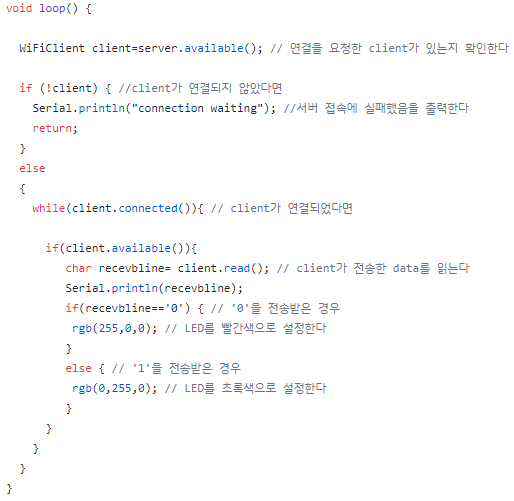 void loop() {
WiFiClient client=server.available(); // 연결을 요청한 client가 있는지 확인한다
if (!client) { //client가 연결되지 않았다면
Serial.println("connection waiting"); //서버 접속에 실패했음을 출력한다
return;
}
else
{
while(client.connected()){ // client가 연결되었다면
if(client.available()){
char recevbline= client.read(); // client가 전송한 data를 읽는다
Serial.println(recevbline);
if(recevbline=='0') { // '0'을 전송받은 경우
rgb(255,0,0); // LED를 빨간색으로 설정한다
}
else { // '1'을 전송받은 경우
rgb(0,255,0); // LED를 초록색으로 설정한다
}
}
}
}
}